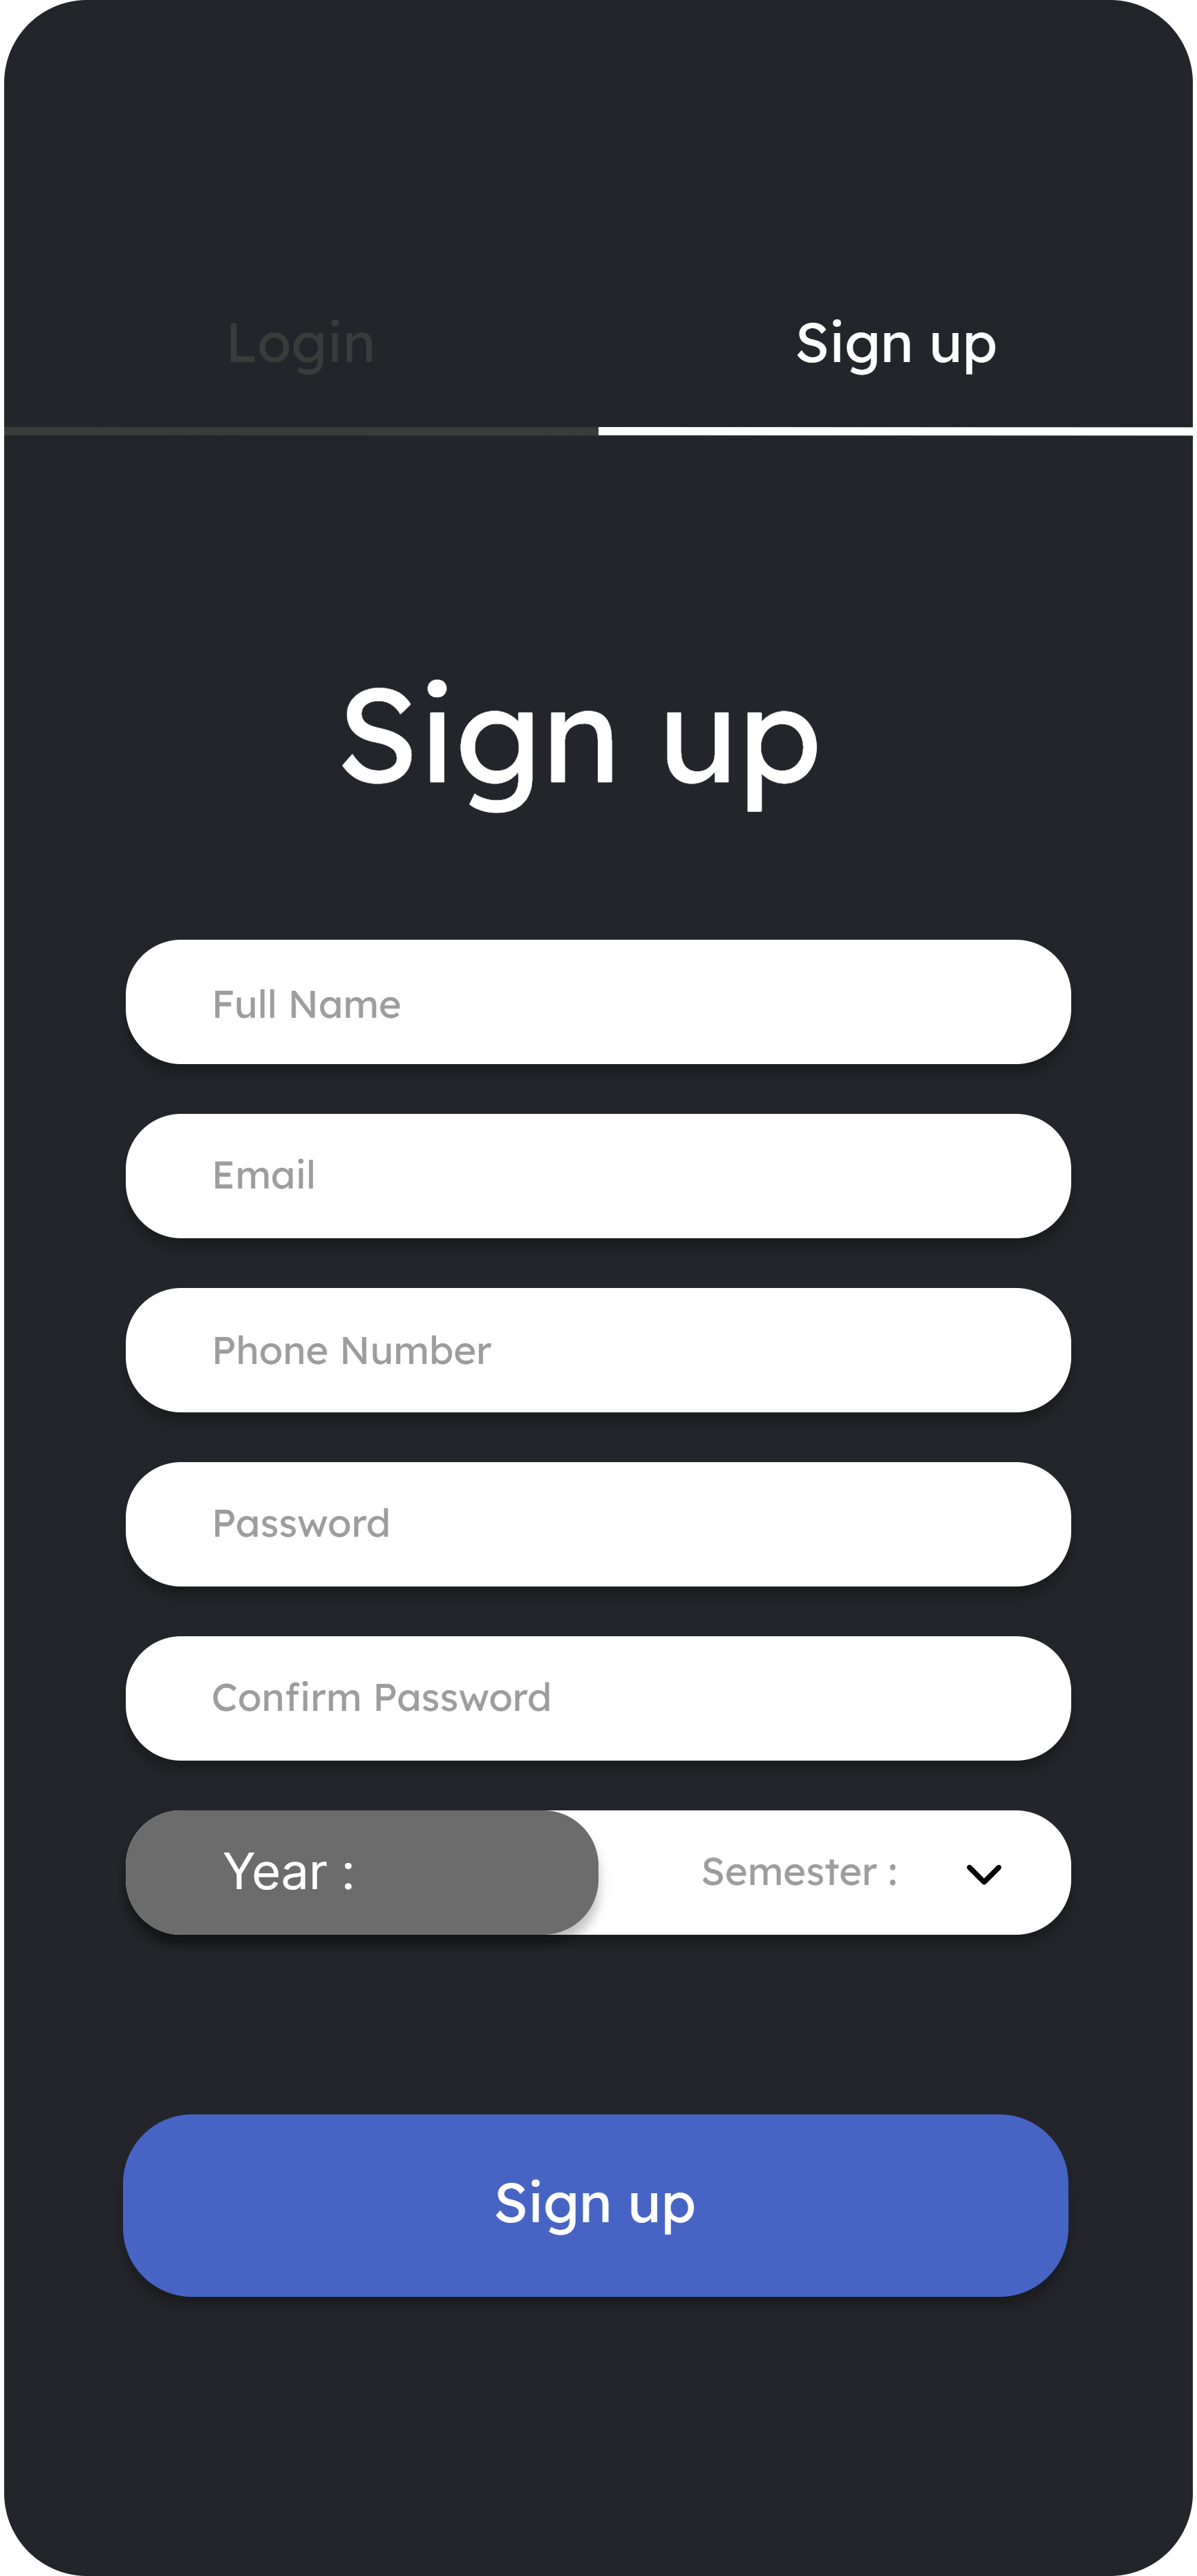 Login
Sign up
Sign up
Full Name
Email
Phone Number
Password
Confirm Password
Year :
Semester :
Sign up